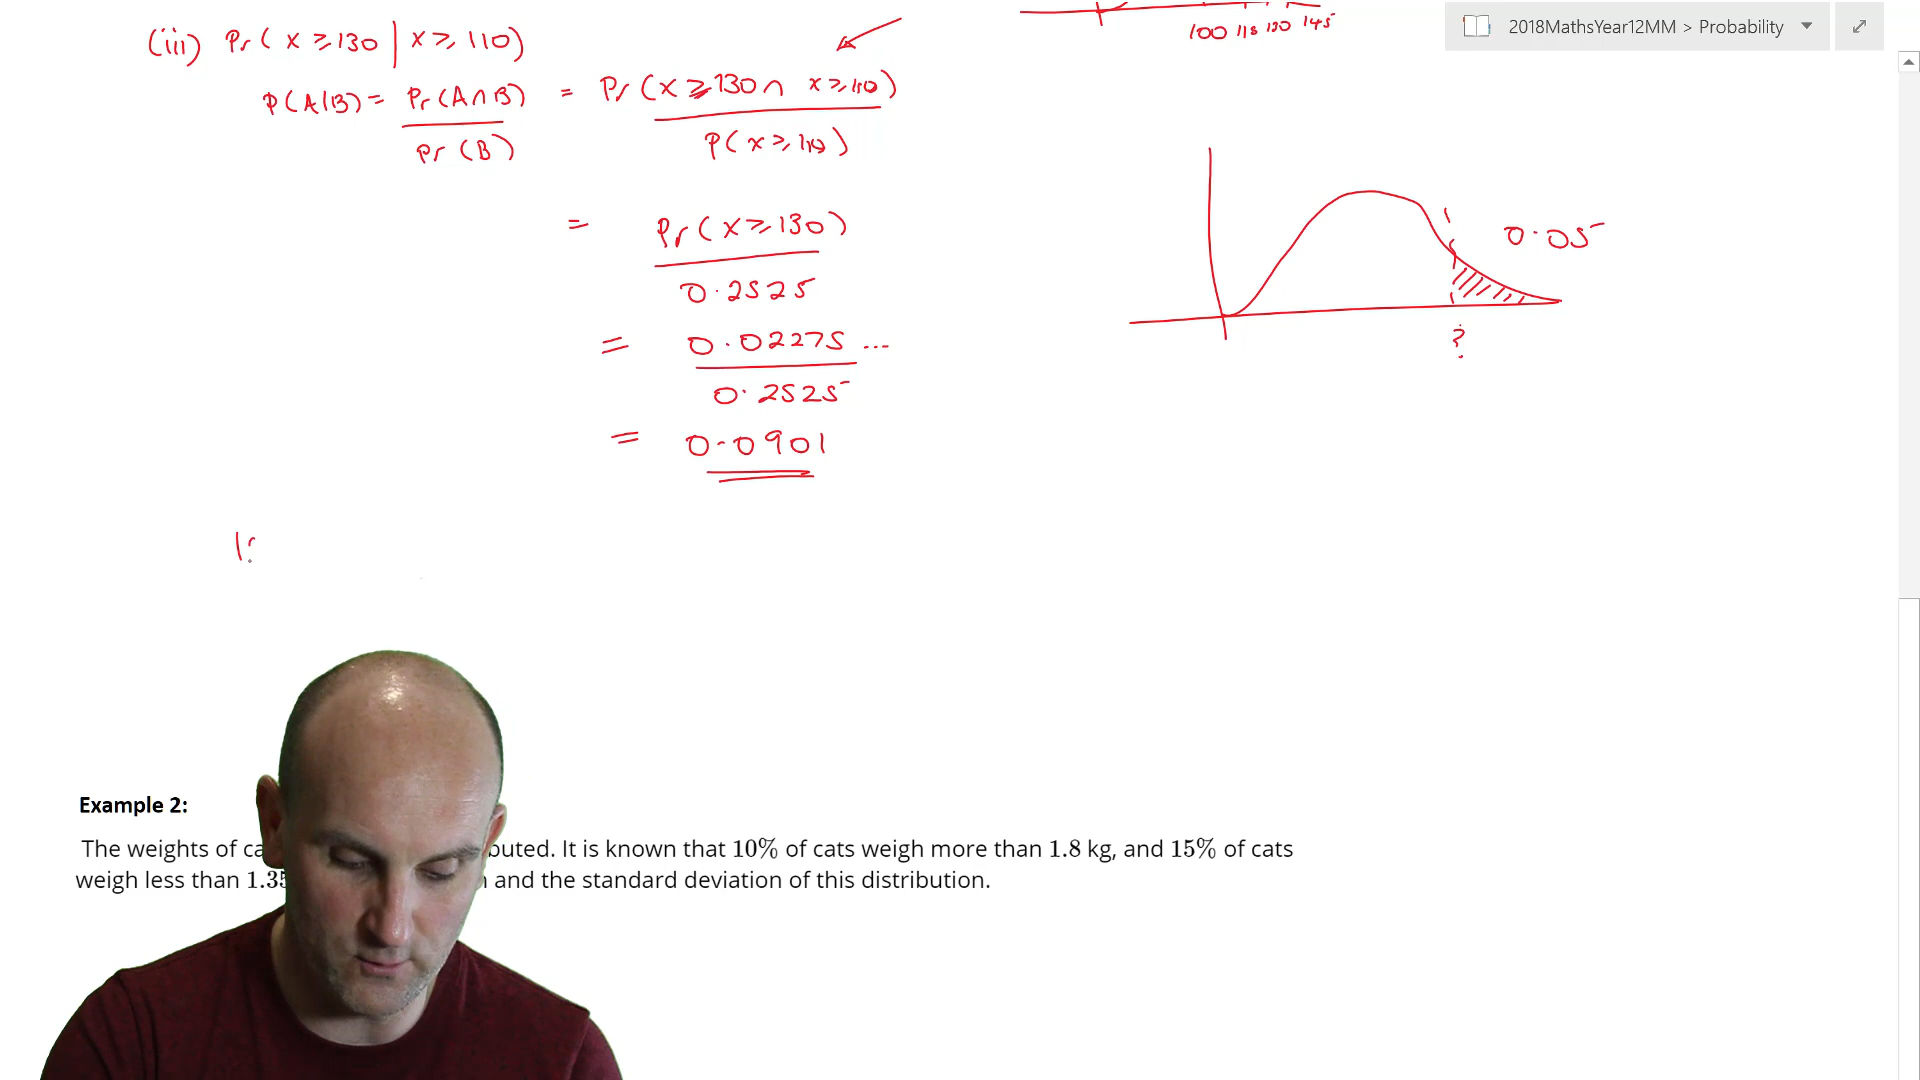 2018MathsYear12MM > Probability
100 115 130 145
(iii) Pr( x ≥ 130 | x ≥ 110)
P(A|B) = Pr(A∩B) / Pr(B) = Pr(x ≥ 130 ∩ x ≥ 110) / P(x ≥ 110)
= Pr(x ≥ 130) / 0.2525
= 0.02275 ... / 0.2525
= 0.0901
0.05
?
Example 2:
The weights of ca buted. It is known that 10% of cats weigh more than 1.8 kg, and 15% of cats
weigh less than 1.35 and the standard deviation of this distribution.